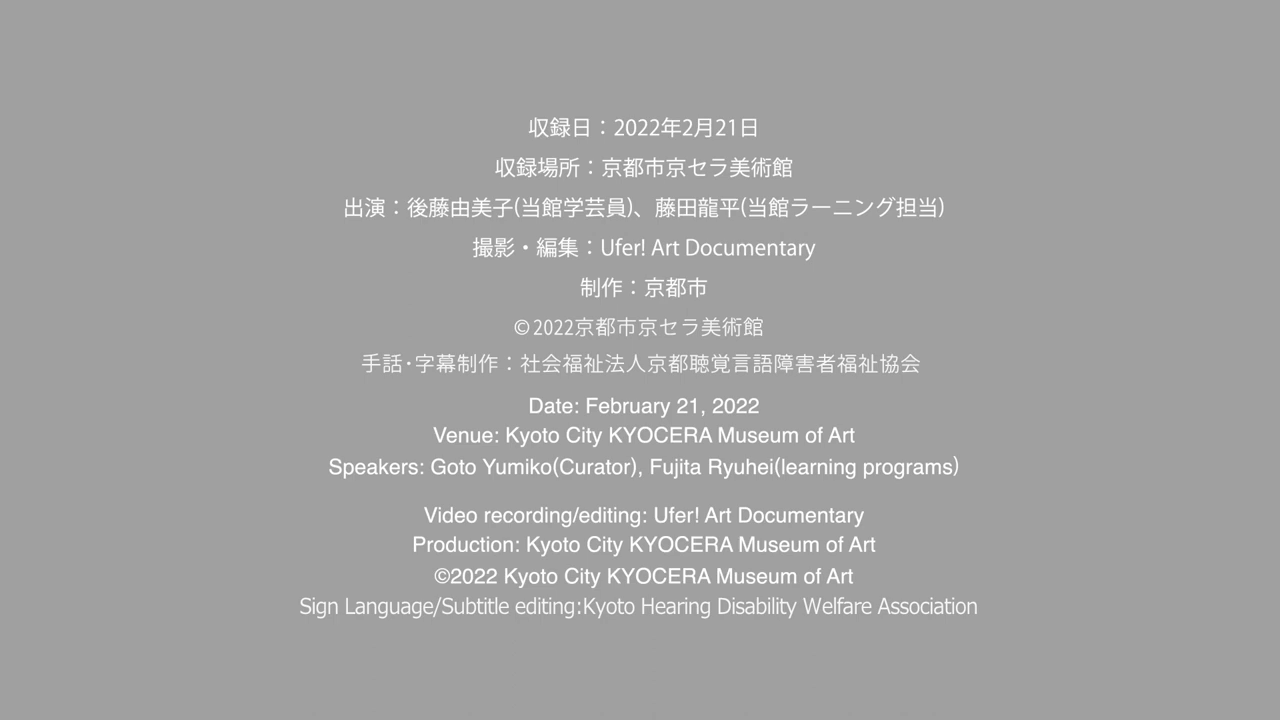 収録日：2022年2月21日
収録場所：京都市京セラ美術館
出演：後藤由美子(当館学芸員)、藤田龍平(当館ラーニング担当)
撮影・編集：Ufer! Art Documentary
制作：京都市
©2022京都市京セラ美術館
手話・字幕制作：社会福祉法人京都聴覚言語障害者福祉協会
Date: February 21, 2022
Venue: Kyoto City KYOCERA Museum of Art
Speakers: Goto Yumiko(Curator), Fujita Ryuhei(learning programs)
Video recording/editing: Ufer! Art Documentary
Production: Kyoto City KYOCERA Museum of Art
©2022 Kyoto City KYOCERA Museum of Art
Sign Language/Subtitle editing:Kyoto Hearing Disability Welfare Association